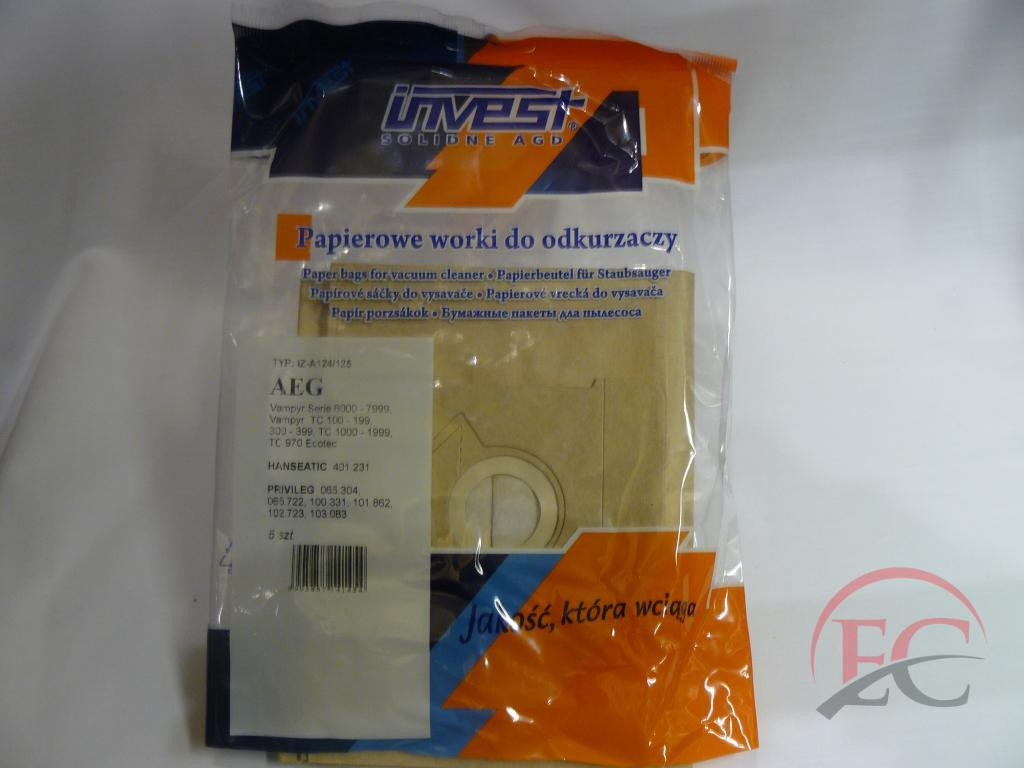 invest
invest®
SOLIDNE AGD
Papierowe worki do odkurzaczy
Paper bags for vacuum cleaner • Papierbeutel für Staubsauger
Papírové sáčky do vysavače • Papierové vrecká do vysavača
Papír porzsákok • Бумажные пакеты для пылесоса
TYP: IZ-A124/125
AEG
Vampyr Serie 6000 - 7999,
Vampyr TC 100 - 199,
300 - 399, TC 1000 - 1999,
TC 970 Ecotec
HANSEATIC 401.231
PRIVILEG 065.304,
065.722, 100.331, 101.862,
102.723, 103.083
5 szt
Jakość, która wciąga
EC